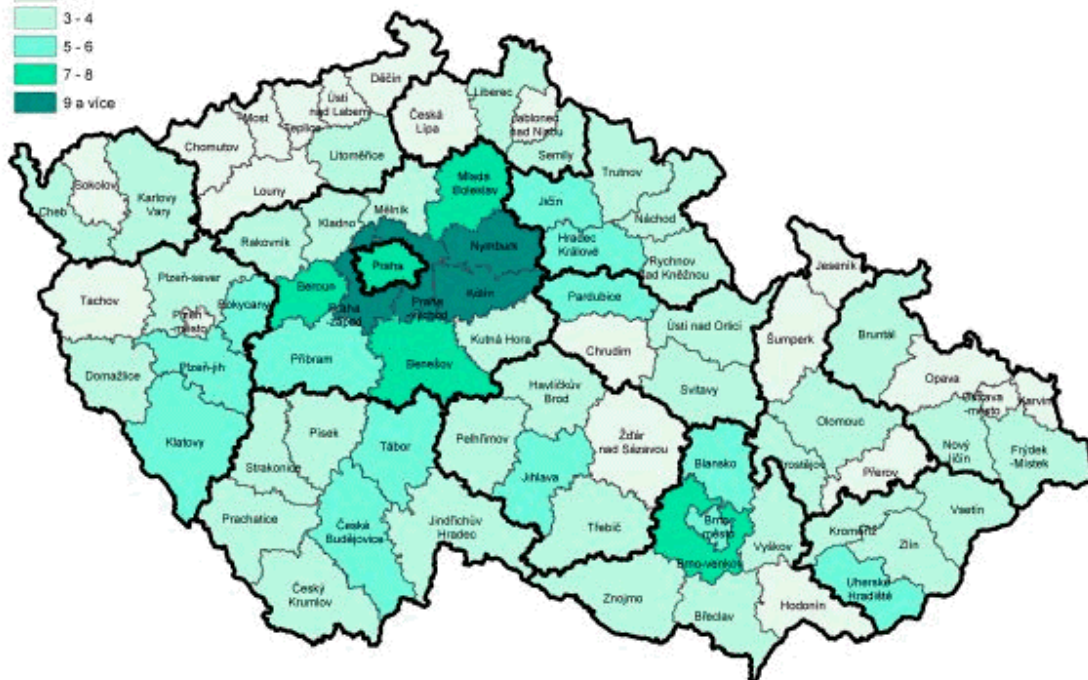 3 - 4
5 - 6
7 - 8
9 a více
Děčín
Liberec
Ústí
nad Labem
Most
Teplice
Česká
Lípa
Jablonec
nad Nisou
Chomutov
Litoměřice
Semily
Trutnov
Sokolov
Louny
Mladá
Boleslav
Karlovy
Vary
Jičín
Cheb
Mělník
Náchod
Kladno
Rakovník
Nymburk
Hradec
Králové
Rychnov
nad Kněžnou
Praha
Jeseník
Plzeň-sever
Beroun
Kolín
Tachov
Rokycany
Praha
-západ
Praha
-východ
Pardubice
Plzeň
-město
Ústí nad Orlicí
Bruntál
Kutná Hora
Chrudim
Šumperk
Příbram
Benešov
Plzeň-jih
Domažlice
Opava
Ostrava
-město
Karviná
Svitavy
Havlíčkův
Brod
Olomouc
Klatovy
Písek
Tábor
Pelhřimov
Žďár
nad Sázavou
Nový
Jičín
Frýdek
-Místek
Strakonice
Blansko
Prostějov
Přerov
Jihlava
Vsetín
Prachatice
Česká
Budějovice
Jindřichův
Hradec
Třebíč
Brno-
město
Vyškov
Kroměříž
Zlín
Brno-venkov
Uherské
Hradiště
Český
Krumlov
Znojmo
Hodonín
Břeclav